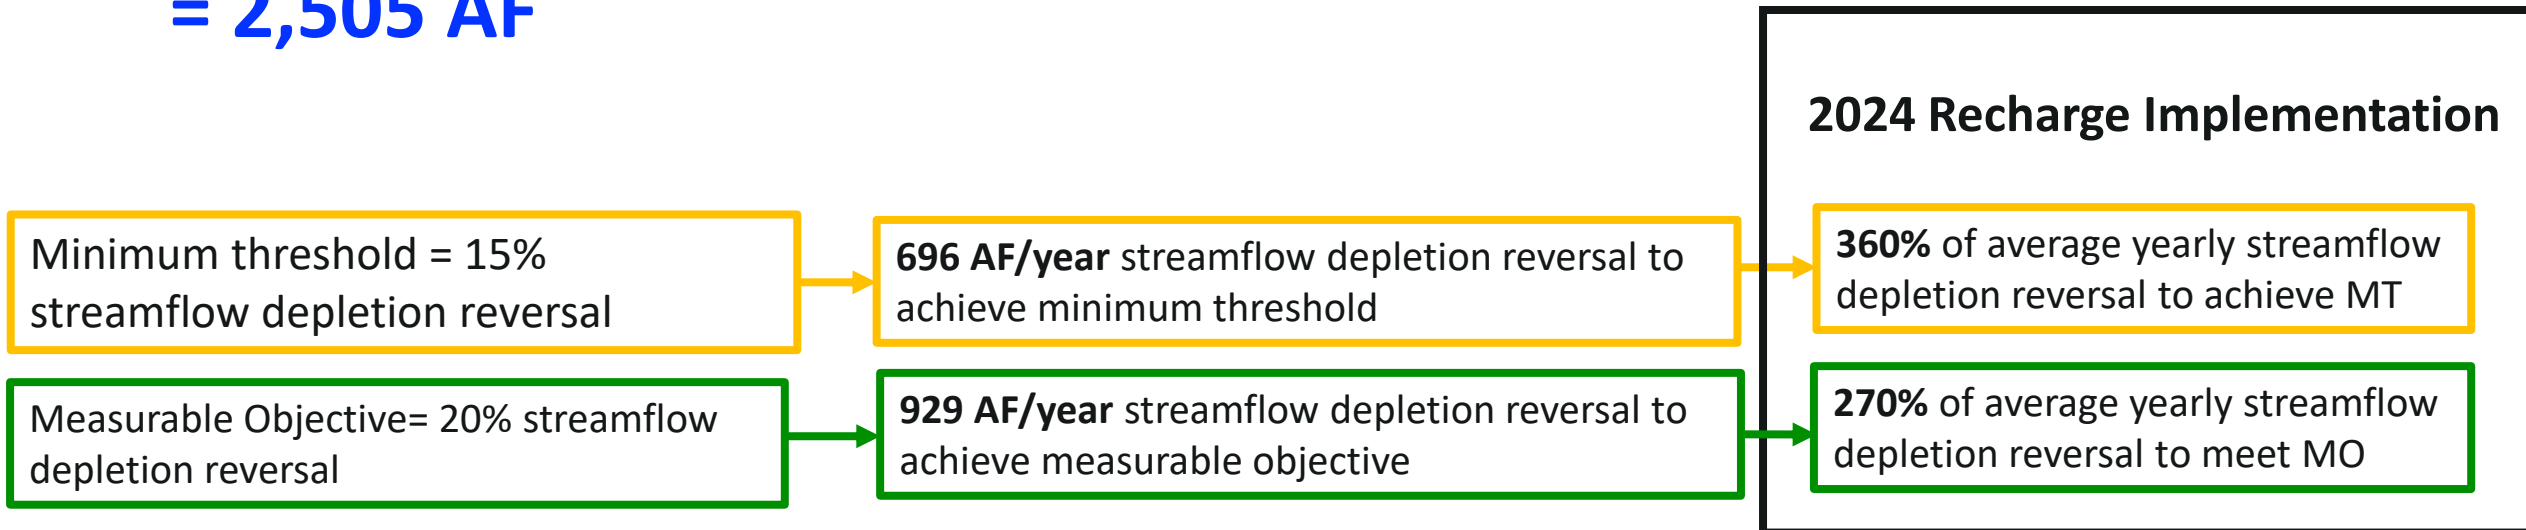 = 2,505 AF
2024 Recharge Implementation
Minimum threshold = 15%
streamflow depletion reversal
696 AF/year streamflow depletion reversal to
achieve minimum threshold
360% of average yearly streamflow
depletion reversal to achieve MT
Measurable Objective= 20% streamflow
depletion reversal
929 AF/year streamflow depletion reversal to
achieve measurable objective
270% of average yearly streamflow
depletion reversal to meet MO